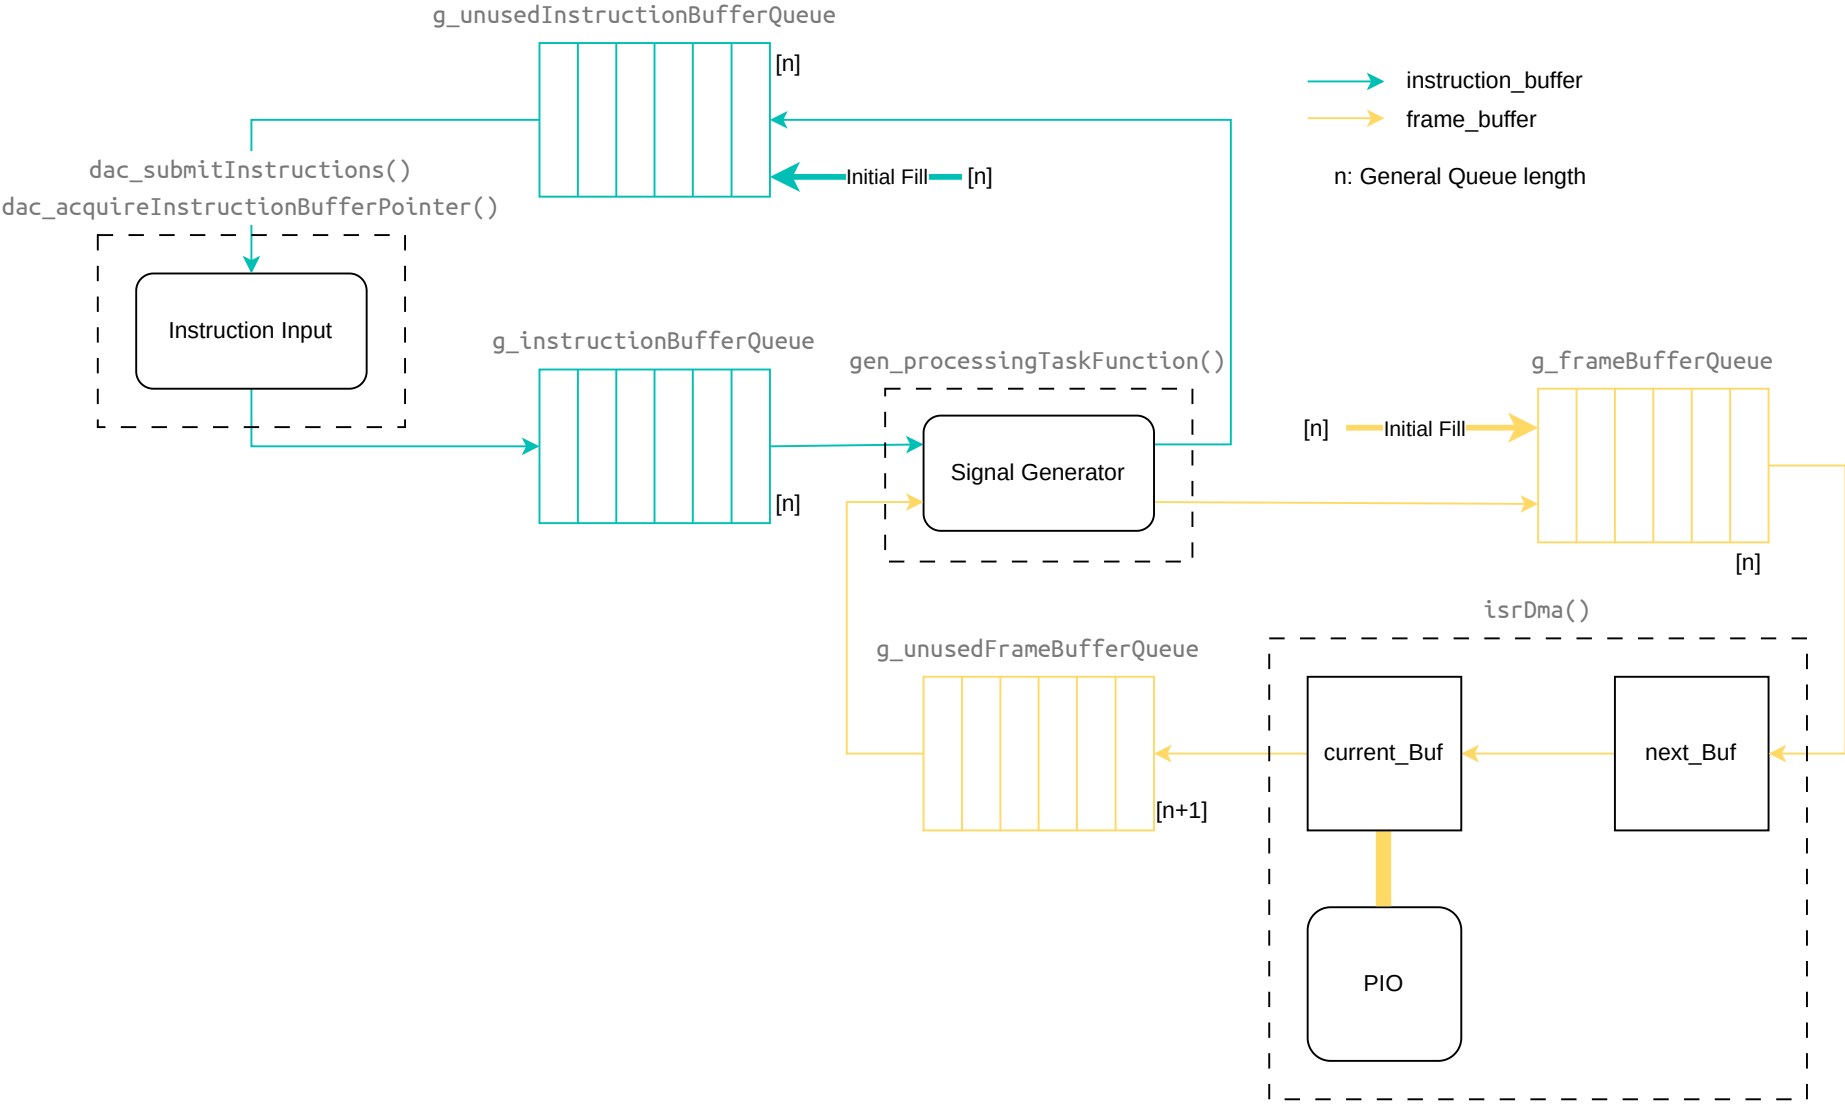 g_unusedInstructionBufferQueue
[n]
instruction_buffer
frame_buffer
n: General Queue length
Initial Fill
[n]
dac_submitInstructions()
dac_acquireInstructionBufferPointer()
Instruction Input
g_instructionBufferQueue
[n]
gen_processingTaskFunction()
Signal Generator
g_frameBufferQueue
[n]
Initial Fill
[n]
isrDma()
g_unusedFrameBufferQueue
[n+1]
current_Buf
next_Buf
PIO